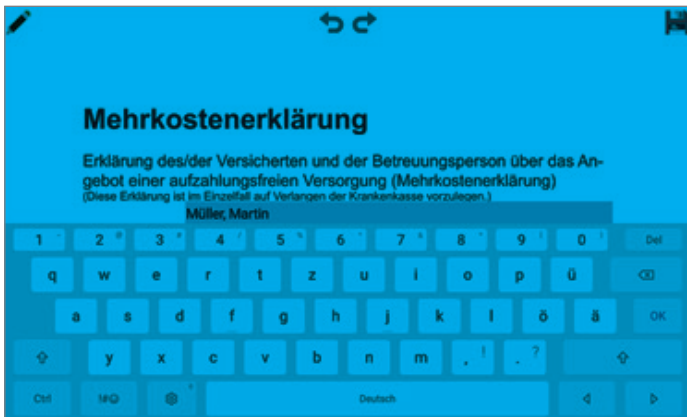 Mehrkostenerklärung
Erklärung des/der Versicherten und der Betreuungsperson über das An-
gebot einer aufzahlungsfreien Versorgung (Mehrkostenerklärung)
(Diese Erklärung ist im Einzelfall auf Verlangen der Krankenkasse vorzulegen.)
Müller, Martin
1 2 @ 3 # 4 / 5 % 6 7 & 8 * 9 ( 0 ) Del
q w e r t z u i o p ü
a s d f g h j k l ö ä OK
y x c v b n m , ! . ?
Ctrl !#☺ Deutsch